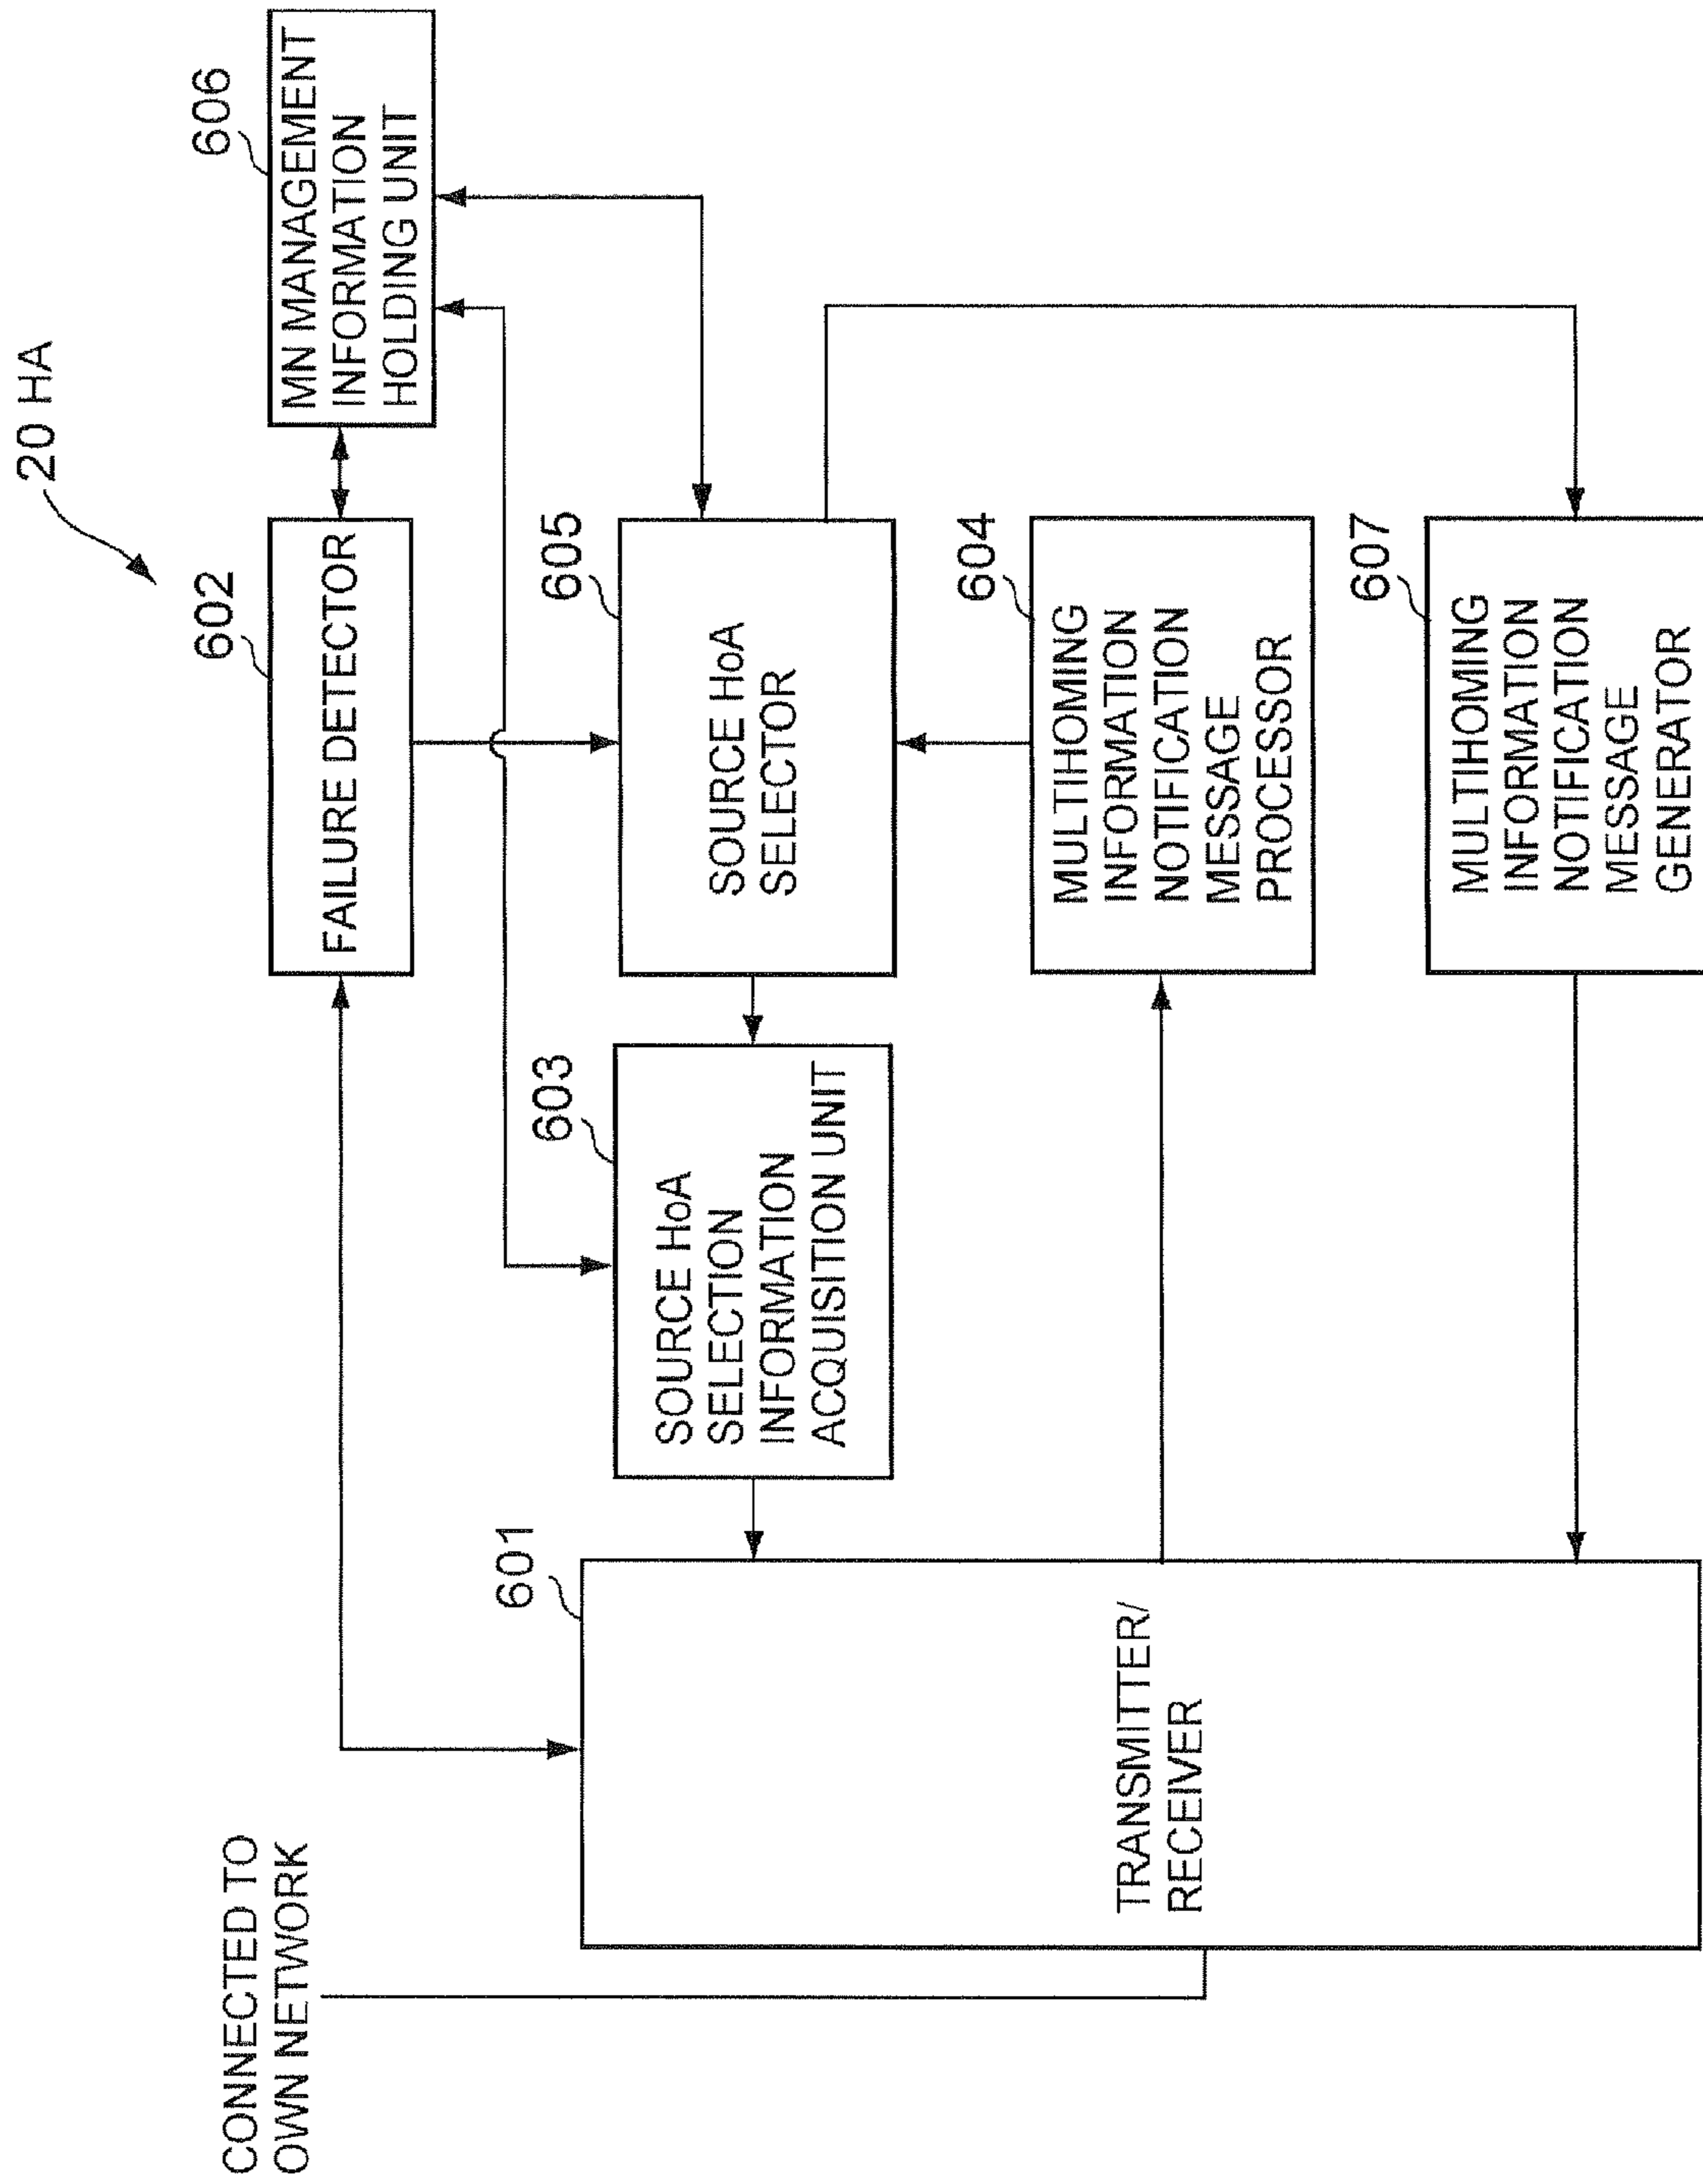 20 HA
CONNECTED TO
OWN NETWORK
601
TRANSMITTER/
RECEIVER
602
FAILURE DETECTOR
606
MN MANAGEMENT
INFORMATION
HOLDING UNIT
603
SOURCE HoA
SELECTION
INFORMATION
ACQUISITION UNIT
605
SOURCE HoA
SELECTOR
604
MULTIHOMING
INFORMATION
NOTIFICATION
MESSAGE
PROCESSOR
607
MULTIHOMING
INFORMATION
NOTIFICATION
MESSAGE
GENERATOR